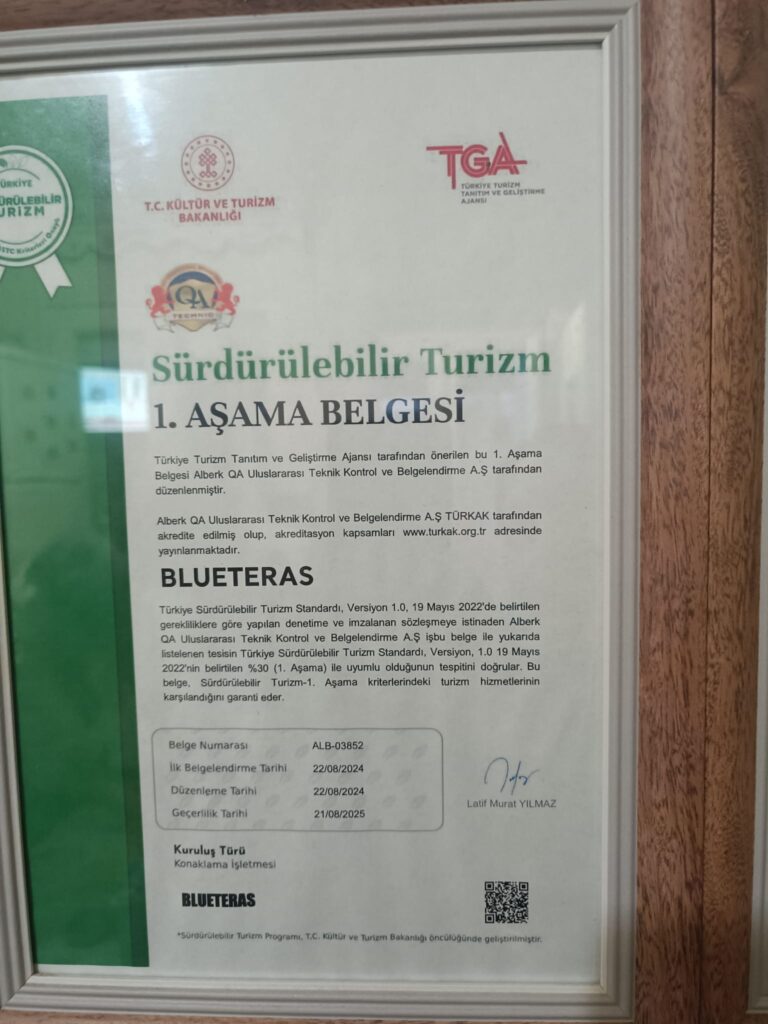 ÜRKİYE
ÜRÜLEBİLİR
URİZM
T.C. KÜLTÜR VE TURİZM
BAKANLIĞI
TGA
TÜRKİYE TURİZM
TANITIM VE GELİŞTİRME
AJANSI
QA
TECHNIC
Sürdürülebilir Turizm
1. AŞAMA BELGESİ
Türkiye Turizm Tanıtım ve Geliştirme Ajansı tarafından önerilen bu 1. Aşama
Belgesi Alberk QA Uluslararası Teknik Kontrol ve Belgelendirme A.Ş tarafından
düzenlenmiştir.
Alberk QA Uluslararası Teknik Kontrol ve Belgelendirme A.Ş TÜRKAK tarafından
akredite edilmiş olup, akreditasyon kapsamları www.turkak.org.tr adresinde
yayınlanmaktadır.
BLUETERAS
Türkiye Sürdürülebilir Turizm Standardı, Versiyon 1.0, 19 Mayıs 2022'de belirtilen
gerekliliklere göre yapılan denetime ve imzalanan sözleşmeye istinaden Alberk
QA Uluslararası Teknik Kontrol ve Belgelendirme A.Ş işbu belge ile yukarıda
listelenen tesisin Türkiye Sürdürülebilir Turizm Standardı, Versiyon, 1.0 19 Mayıs
2022'nin belirtilen %30 (1. Aşama) ile uyumlu olduğunun tespitini doğrular. Bu
belge, Sürdürülebilir Turizm-1. Aşama kriterlerindeki turizm hizmetlerinin
karşılandığını garanti eder.
Belge Numarası ALB-03852
İlk Belgelendirme Tarihi 22/08/2024
Düzenleme Tarihi 22/08/2024
Geçerlilik Tarihi 21/08/2025
Latif Murat YILMAZ
Kuruluş Türü
Konaklama İşletmesi
BLUETERAS
*Sürdürülebilir Turizm Programı, T.C. Kültür ve Turizm Bakanlığı öncülüğünde geliştirilmiştir.